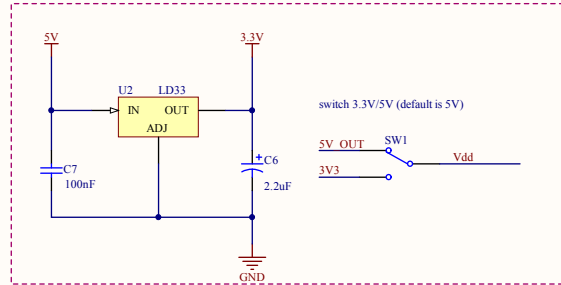 5V
3.3V
U2 LD33
IN OUT
ADJ
C7
100nF
+
C6
2.2uF
GND
switch 3.3V/5V (default is 5V)
5V_OUT
SW1
Vdd
3V3